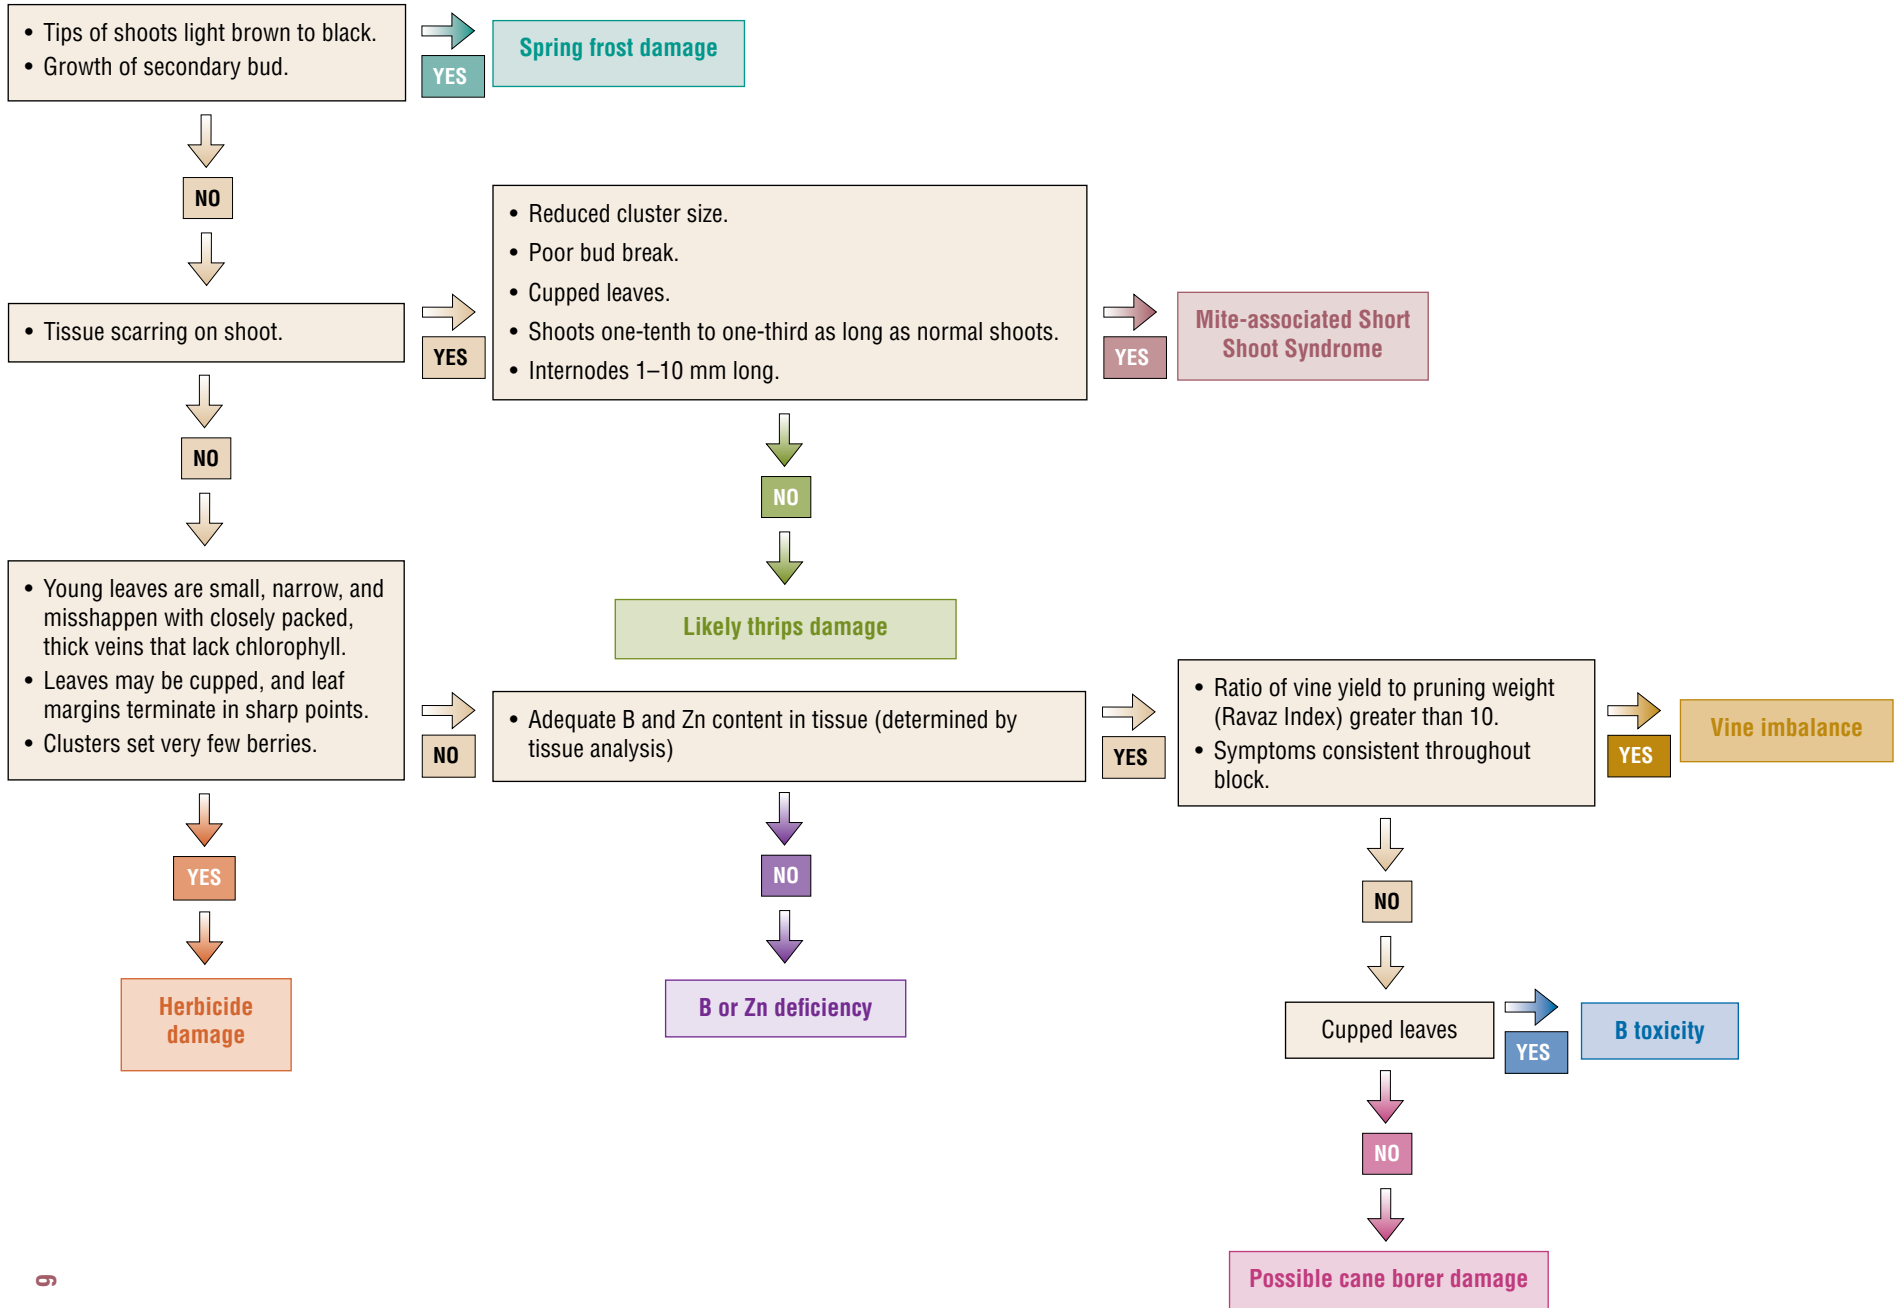 • Tips of shoots light brown to black.
• Growth of secondary bud.
YES
Spring frost damage
NO
• Tissue scarring on shoot.
YES
• Reduced cluster size.
• Poor bud break.
• Cupped leaves.
• Shoots one-tenth to one-third as long as normal shoots.
• Internodes 1–10 mm long.
YES
Mite-associated Short
Shoot Syndrome
NO
Likely thrips damage
NO
• Young leaves are small, narrow, and
misshappen with closely packed,
thick veins that lack chlorophyll.
• Leaves may be cupped, and leaf
margins terminate in sharp points.
• Clusters set very few berries.
YES
Herbicide
damage
NO
• Adequate B and Zn content in tissue (determined by
tissue analysis)
NO
B or Zn deficiency
YES
• Ratio of vine yield to pruning weight
(Ravaz Index) greater than 10.
• Symptoms consistent throughout
block.
YES
Vine imbalance
NO
Cupped leaves
YES
B toxicity
NO
Possible cane borer damage
9